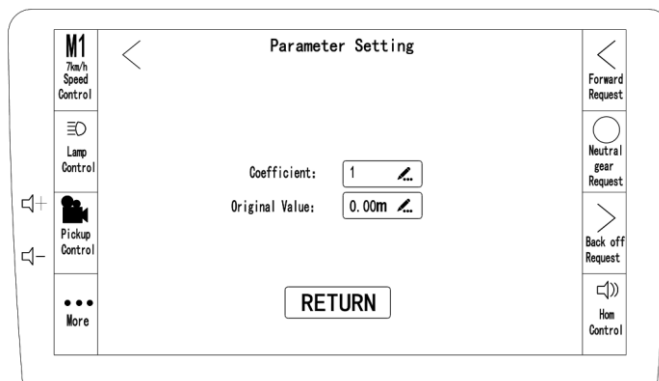 M1
7km/h
Speed
Control
Lamp
Control
Pickup
Control
More
Parameter Setting
Coefficient:
1
Original Value:
0.00m
RETURN
Forward
Request
Neutral
gear
Request
Back off
Request
Hom
Control